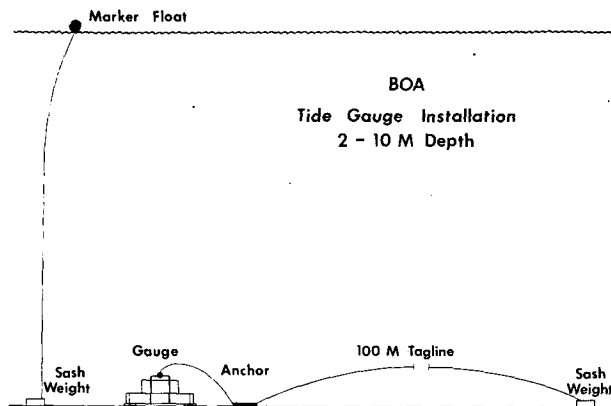 Marker Float
BOA
Tide Gauge Installation
2 - 10 M Depth
Gauge
Anchor
100 M Tagline
Sash
Weight
Sash
Weight